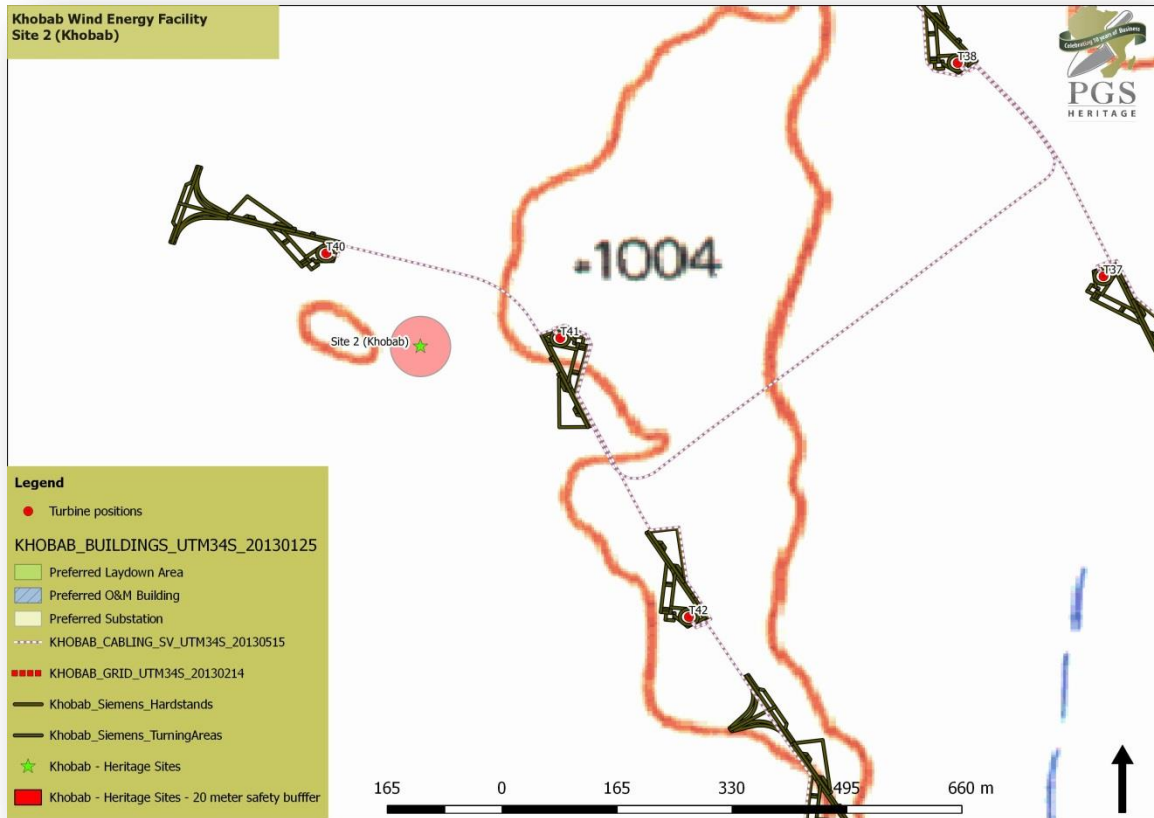 Khobab Wind Energy Facility
Site 2 (Khobab)
Celebrating 10 years of Business
PGS
HERITAGE
T38
T40
1004
T37
T41
Site 2 (Khobab)
T42
Legend
Turbine positions
KHOBAB_BUILDINGS_UTM34S_20130125
Preferred Laydown Area
Preferred O&M Building
Preferred Substation
KHOBAB_CABLING_SV_UTM34S_20130515
KHOBAB_GRID_UTM34S_20130214
Khobab_Siemens_Hardstands
Khobab_Siemens_TurningAreas
Khobab - Heritage Sites
Khobab - Heritage Sites - 20 meter safety bufffer
165 0 165 330 495 660 m